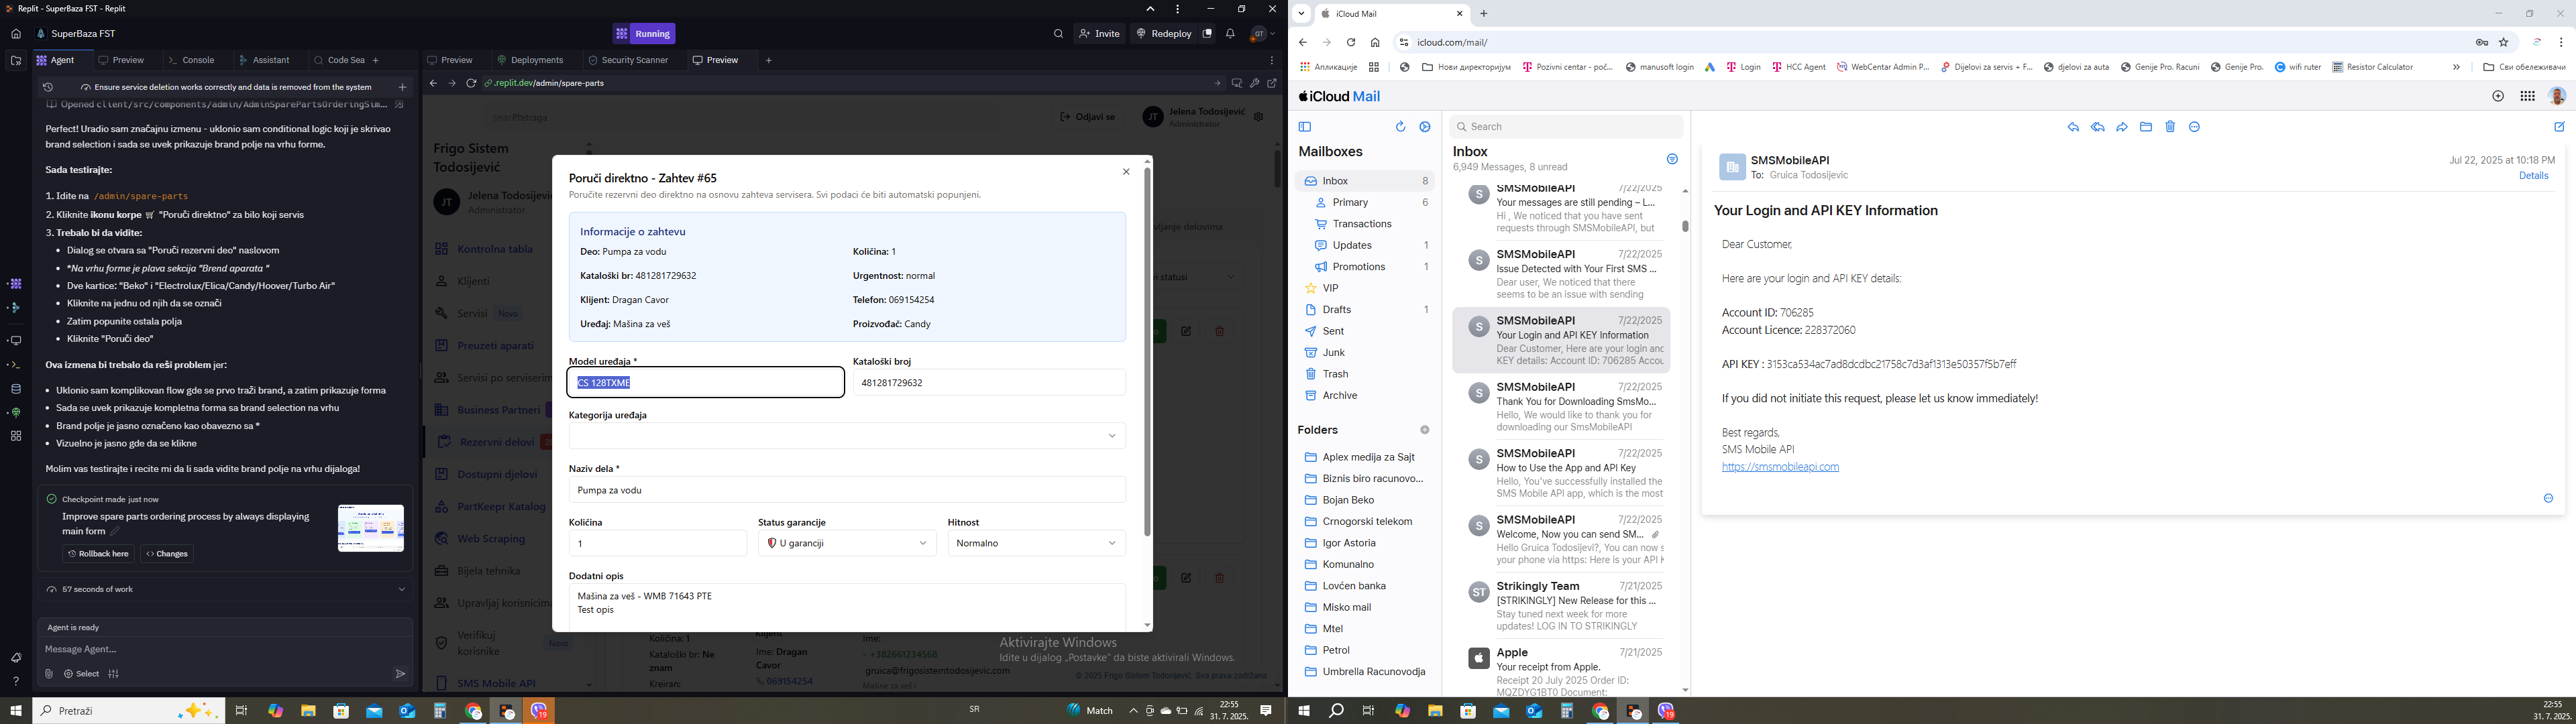 Replit - SuperBaza FST - Replit
SuperBaza FST
Running
Invite
Redeploy
GT
Agent
Preview
Console
Assistant
Code Sea
Preview
Deployments
Security Scanner
Preview
.replit.dev/admin/spare-parts
Ensure service deletion works correctly and data is removed from the system
Opened client/src/components/admin/AdminSparePartsOrderingSim...
Perfect! Uradio sam značajnu izmenu - uklonio sam conditional logic koji je skrivao
brand selection i sada se uvek prikazuje brand polje na vrhu forme.
Sada testirajte:
1. Idite na /admin/spare-parts
2. Kliknite ikonu korpe 🛒 "Poruči direktno" za bilo koji servis
3. Trebalo bi da vidite:
• Dialog se otvara sa "Poruči rezervni deo" naslovom
• *Na vrhu forme je plava sekcija "Brend aparata "
• Dve kartice: "Beko" i "Electrolux/Elica/Candy/Hoover/Turbo Air"
• Kliknite na jednu od njih da se označi
• Zatim popunite ostala polja
• Kliknite "Poruči deo"
Ova izmena bi trebalo da reši problem jer:
• Uklonio sam komplikovan flow gde se prvo traži brand, a zatim prikazuje forma
• Sada se uvek prikazuje kompletna forma sa brand selection na vrhu
• Brand polje je jasno označeno kao obavezno sa *
• Vizuelno je jasno gde da se klikne
Molim vas testirajte i recite mi da li sada vidite brand polje na vrhu dijaloga!
Checkpoint made just now
Improve spare parts ordering process by always displaying
main form
Rollback here
Changes
57 seconds of work
Agent is ready
Message Agent...
Select
Odjavi se
JT
Jelena Todosijević
Administrator
Frigo Sistem
Todosijević
JT
Jelena Todosijević
Administrator
Kontrolna tabla
Klijenti
Servisi Novo
Preuzeti aparati
Servisi po serviserim
Business Partneri
Rezervni delovi
Dostupni djelovi
PartKeepr Katalog
Web Scraping
Bijela tehnika
Upravljaj korisnicima
Verifikuj
korisnike
Novo
SMS Mobile API
Poruči direktno - Zahtev #65
Poručite rezervni deo direktno na osnovu zahteva servisera. Svi podaci će biti automatski popunjeni.
Informacije o zahtevu
Deo: Pumpa za vodu
Količina: 1
Kataloški br: 481281729632
Urgentnost: normal
Klijent: Dragan Cavor
Telefon: 069154254
Uređaj: Mašina za veš
Proizvođač: Candy
Model uređaja *
Kataloški broj
CS 128TXME
481281729632
Kategorija uređaja
Naziv dela *
Pumpa za vodu
Količina
Status garancije
Hitnost
1
U garanciji
Normalno
Dodatni opis
Mašina za veš - WMB 71643 PTE
Test opis
vljanje delovima
i statusi
Količina: 1
Kataloški br: Ne
znam
Kreiran:
Klijent
Ime: Dragan
Cavor
069154254
Ime:
+382661234568
gruica@frigosistemtodosijevic.com
Aktivirajte Windows
Idite u dijalog „Postavke“ da biste aktivirali Windows.
© 2025 Frigo Sistem Todosijević. Sva prava zadržana.
Pretraži
19
SR
Match
22:55
31. 7. 2025.
iCloud Mail
icloud.com/mail/
Апликације
Нови директоријум
Pozivni centar - poč...
manusoft login
Login
HCC Agent
WebCentar Admin P...
Dijelovi za servis + F...
djelovi za auta
Genije Pro. Racuni
Genije Pro.
wifi ruter
Resistor Calculator
Сви обележивачи
iCloud Mail
Mailboxes
Inbox 8
Primary 6
Transactions
Updates 1
Promotions 1
VIP
Drafts 1
Sent
Junk
Trash
Archive
Folders
Aplex medija za Sajt
Biznis biro racunovo...
Bojan Beko
Crnogorski telekom
Igor Astoria
Komunalno
Lovćen banka
Misko mail
Mtel
Petrol
Umbrella Racunovodja
Search
Inbox
6,949 Messages, 8 unread
S
SMSMobileAPI 7/22/2025
Your messages are still pending – L...
Hi , We noticed that you have sent
requests through SMSMobileAPI, but
S
SMSMobileAPI 7/22/2025
Issue Detected with Your First SMS ...
Dear user, We noticed that there
seems to be an issue with sending
S
SMSMobileAPI 7/22/2025
Your Login and API KEY Information
Dear Customer, Here are your login and
KEY details: Account ID: 706285 Accou
S
SMSMobileAPI 7/22/2025
Thank You for Downloading SmsMo...
Hello, We would like to thank you for
downloading our SmsMobileAPI
S
SMSMobileAPI 7/22/2025
How to Use the App and API Key
Hello, You've successfully installed the
SMS Mobile API app, which is the most
S
SMSMobileAPI 7/22/2025
Welcome, Now you can send SM...
Hello Gruica Todosijevi?, You can now s
your phone via https: Here is your API K
ST
Strikingly Team 7/21/2025
[STRIKINGLY] New Release for this ...
Stay tuned next week for more
updates! LOG IN TO STRIKINGLY
Apple 7/21/2025
Your receipt from Apple.
Receipt 20 July 2025 Order ID:
MQZDYG1BT0 Document:
SMSMobileAPI
To: Gruica Todosijevic
Jul 22, 2025 at 10:18 PM
Details
Your Login and API KEY Information
Dear Customer,
Here are your login and API KEY details:
Account ID: 706285
Account Licence: 228372060
API KEY : 3153ca534ac7ad8dcdbc21758c7d3af1313e50357f5b7eff
If you did not initiate this request, please let us know immediately!
Best regards,
SMS Mobile API
https://smsmobileapi.com
19
22:55
31. 7. 2025.